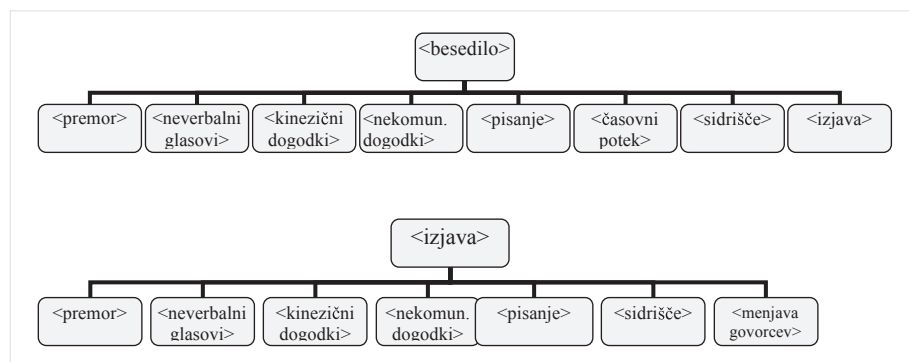 <besedilo>
<premor> <neverbalni <kinezični <nekomun. <pisanje> <časovni <sidrišče> <izjava>
glasovi> dogodki> dogodki> potek>
<izjava>
<premor> <neverbalni <kinezični <nekomun. <pisanje> <sidrišče> <menjava
glasovi> dogodki> dogodki> govorcev>